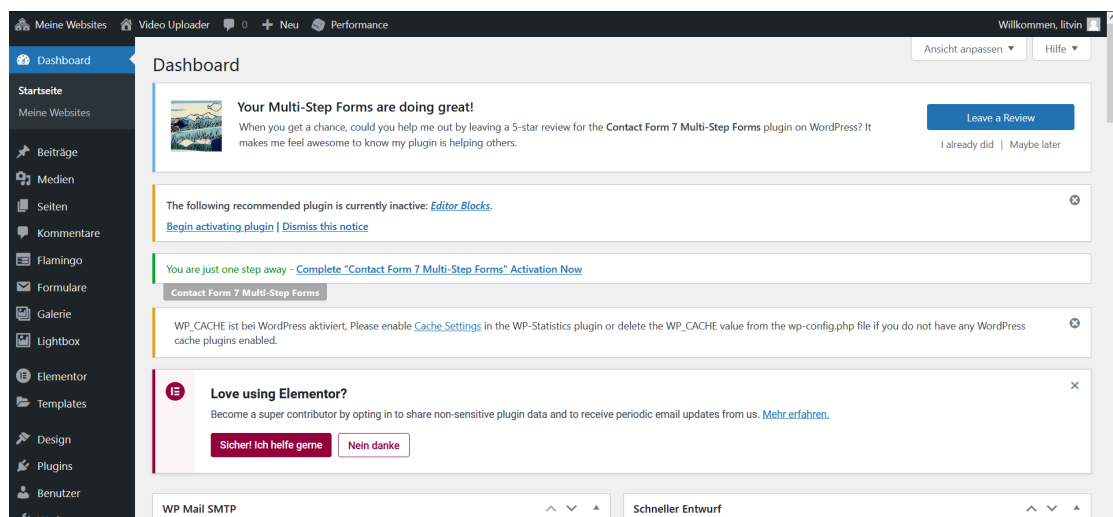 Meine Websites Video Uploader 0 Neu Performance Willkommen, litvin
Dashboard
Startseite
Meine Websites
Beiträge
Medien
Seiten
Kommentare
Flamingo
Formulare
Galerie
Lightbox
Elementor
Templates
Design
Plugins
Benutzer
Ansicht anpassen ▼ Hilfe ▼
Dashboard
Your Multi-Step Forms are doing great!
When you get a chance, could you help me out by leaving a 5-star review for the Contact Form 7 Multi-Step Forms plugin on WordPress? It
makes me feel awesome to know my plugin is helping others.
Leave a Review
I already did | Maybe later
The following recommended plugin is currently inactive: Editor Blocks.
Begin activating plugin | Dismiss this notice
You are just one step away - Complete "Contact Form 7 Multi-Step Forms" Activation Now
Contact Form 7 Multi-Step Forms
WP_CACHE ist bei WordPress aktiviert, Please enable Cache Settings in the WP-Statistics plugin or delete the WP_CACHE value from the wp-config.php file if you do not have any WordPress
cache plugins enabled.
Love using Elementor?
Become a super contributor by opting in to share non-sensitive plugin data and to receive periodic email updates from us. Mehr erfahren.
Sicher! Ich helfe gerne Nein danke
WP Mail SMTP
Schneller Entwurf